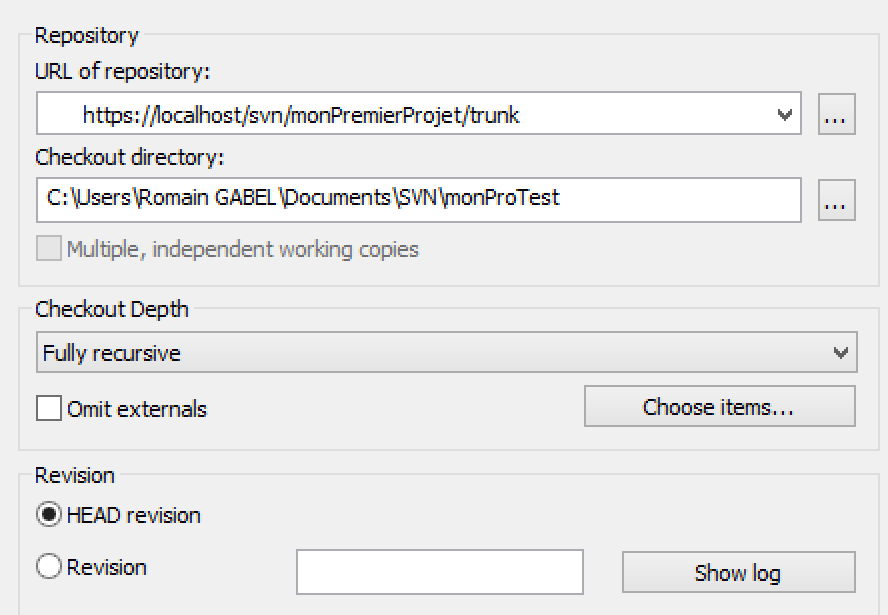 Repository
URL of repository:
https://localhost/svn/monPremierProjet/trunk
...
Checkout directory:
C:\Users\Romain GABEL\Documents\SVN\monProTest
...
Multiple, independent working copies
Checkout Depth
Fully recursive
Omit externals
Choose items...
Revision
HEAD revision
Revision
Show log